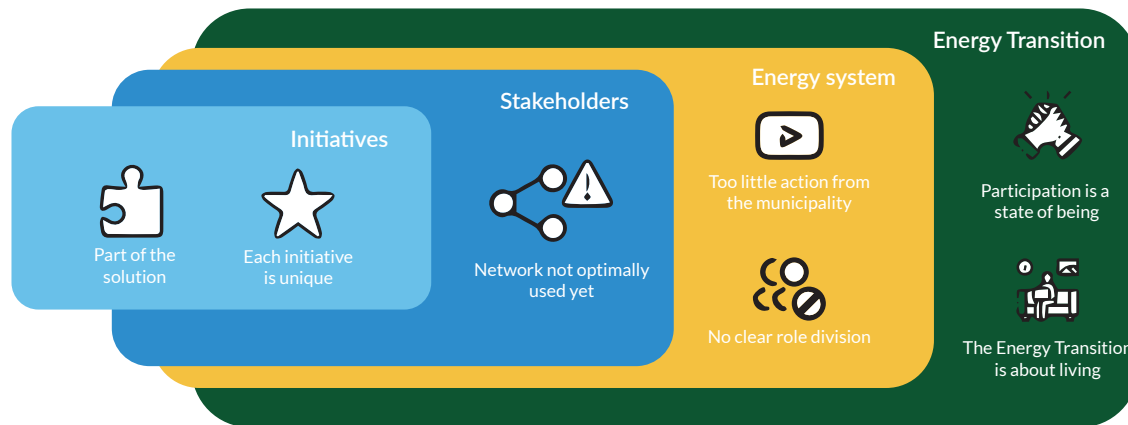 Energy Transition
Energy system
Stakeholders
Initiatives
Part of the
solution
Each initiative
is unique
Network not optimally
used yet
Too little action from
the municipality
No clear role division
Participation is a
state of being
The Energy Transition
is about living